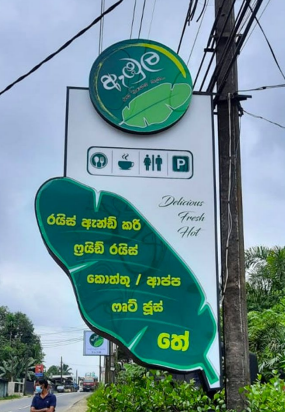 ඇඹුල
P
Delicious
Fresh
Hot
රයිස් ඇන්ඩ් කරි
ෆ්‍රයිඩ් රයිස්
කොත්තු / ආප්ප
ෆෘට් ජූස්
තේ